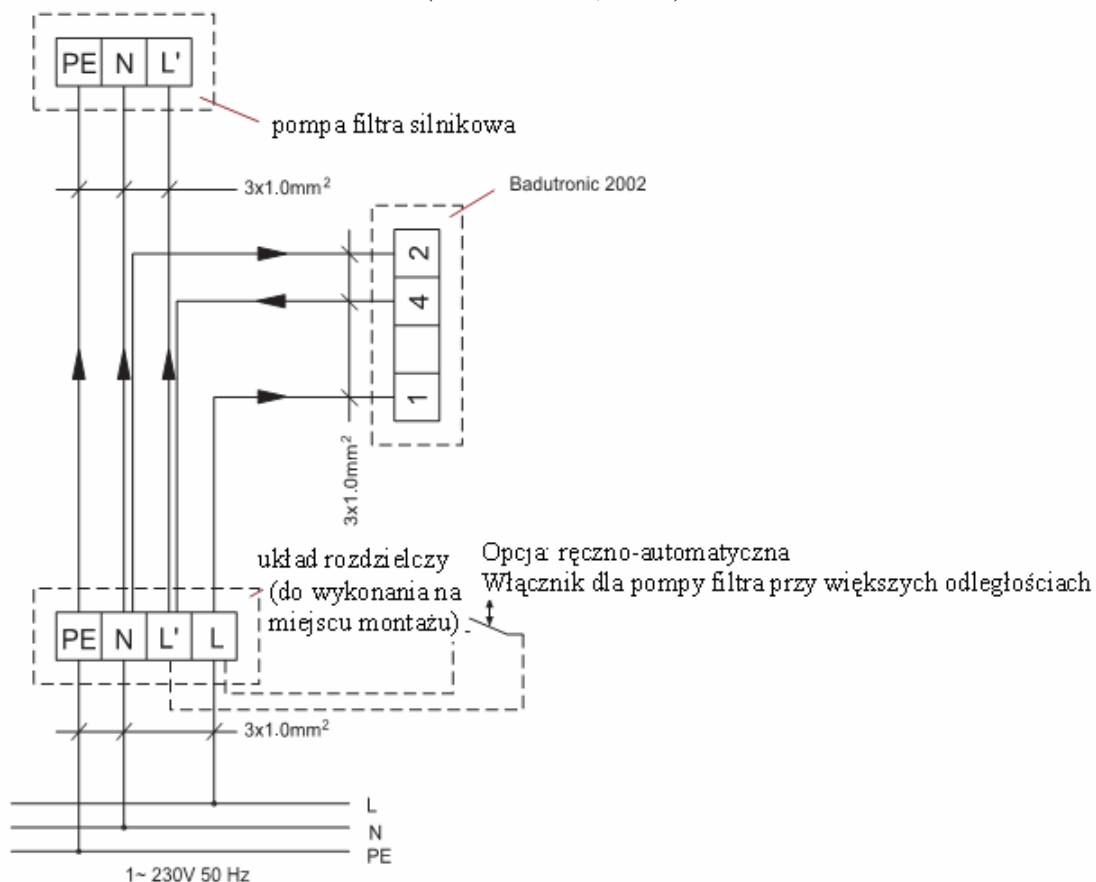 PE N L'
pompa filtra silnikowa
3x1.0mm²
Badutronic 2002
2
4
1
3x1.0mm²
układ rozdzielczy
(do wykonania na
miejscu montażu)
Opcja: ręczno-automatyczna
Włącznik dla pompy filtra przy większych odległościach
PE N L' L
3x1.0mm²
L
N
PE
1~ 230V 50 Hz